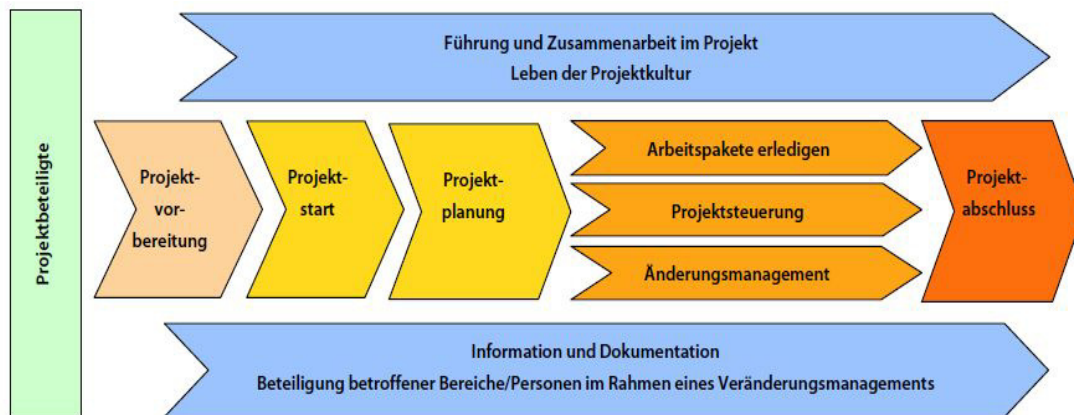 Projektbeteiligte
Führung und Zusammenarbeit im Projekt
Leben der Projektkultur
Projekt-
vor-
bereitung
Projekt-
start
Projekt-
planung
Arbeitspakete erledigen
Projektsteuerung
Änderungsmanagement
Projekt-
abschluss
Information und Dokumentation
Beteiligung betroffener Bereiche/Personen im Rahmen eines Veränderungsmanagements